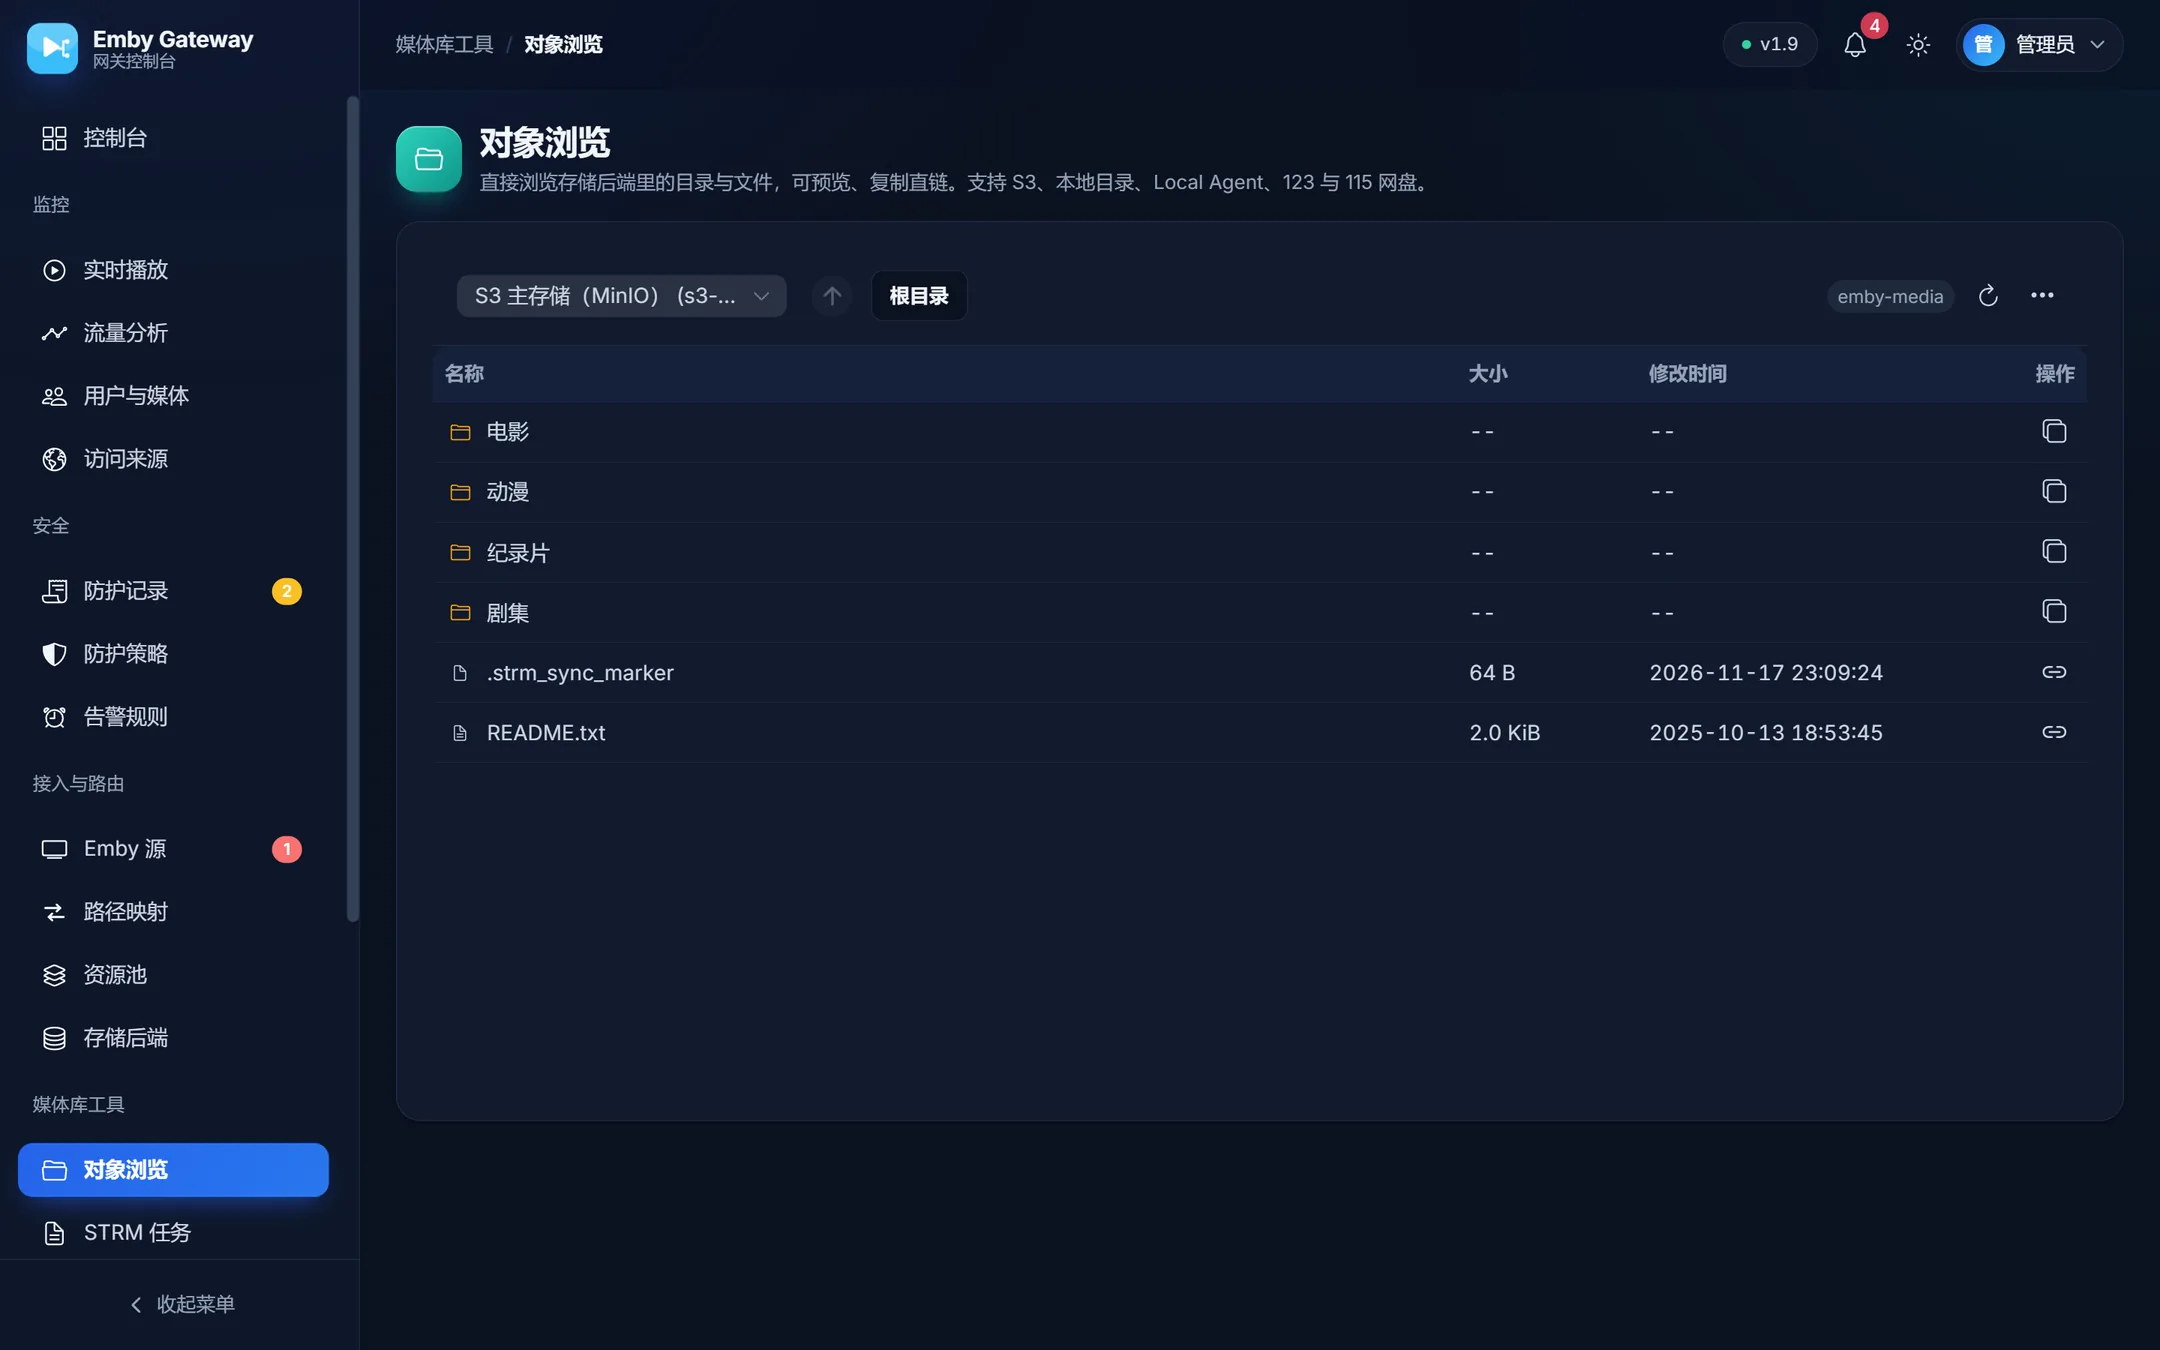 Emby Gateway
网关控制台
控制台
监控
实时播放
流量分析
用户与媒体
访问来源
安全
防护记录 2
防护策略
告警规则
接入与路由
Emby 源 1
路径映射
资源池
存储后端
媒体库工具
对象浏览
STRM 任务
收起菜单
媒体库工具 / 对象浏览
v1.9
4
管 管理员
对象浏览
直接浏览存储后端里的目录与文件，可预览、复制直链。支持 S3、本地目录、Local Agent、123 与 115 网盘。
S3 主存储（MinIO） (s3-...
根目录
emby-media
名称 大小 修改时间 操作
电影 -- --
动漫 -- --
纪录片 -- --
剧集 -- --
.strm_sync_marker 64 B 2026-11-17 23:09:24
README.txt 2.0 KiB 2025-10-13 18:53:45